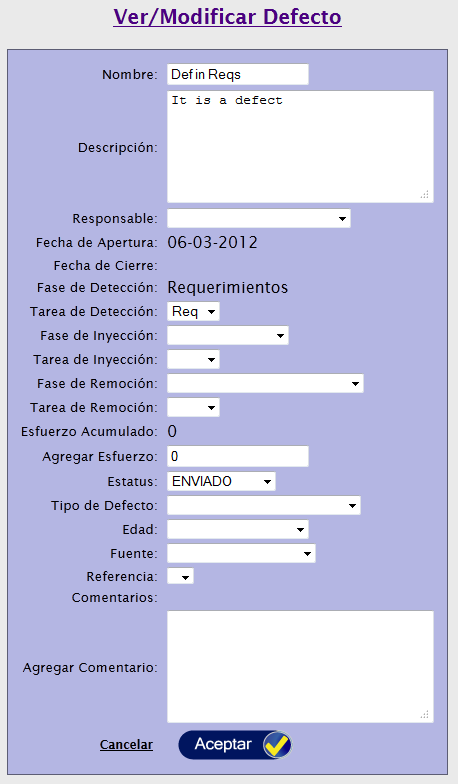 Ver/Modificar Defecto
Nombre: Def in Reqs
Descripción: It is a defect
Responsable:
Fecha de Apertura: 06-03-2012
Fecha de Cierre:
Fase de Detección: Requerimientos
Tarea de Detección: Req
Fase de Inyección:
Tarea de Inyección:
Fase de Remoción:
Tarea de Remoción:
Esfuerzo Acumulado: 0
Agregar Esfuerzo: 0
Estatus: ENVIADO
Tipo de Defecto:
Edad:
Fuente:
Referencia:
Comentarios:
Agregar Comentario:
Cancelar Aceptar